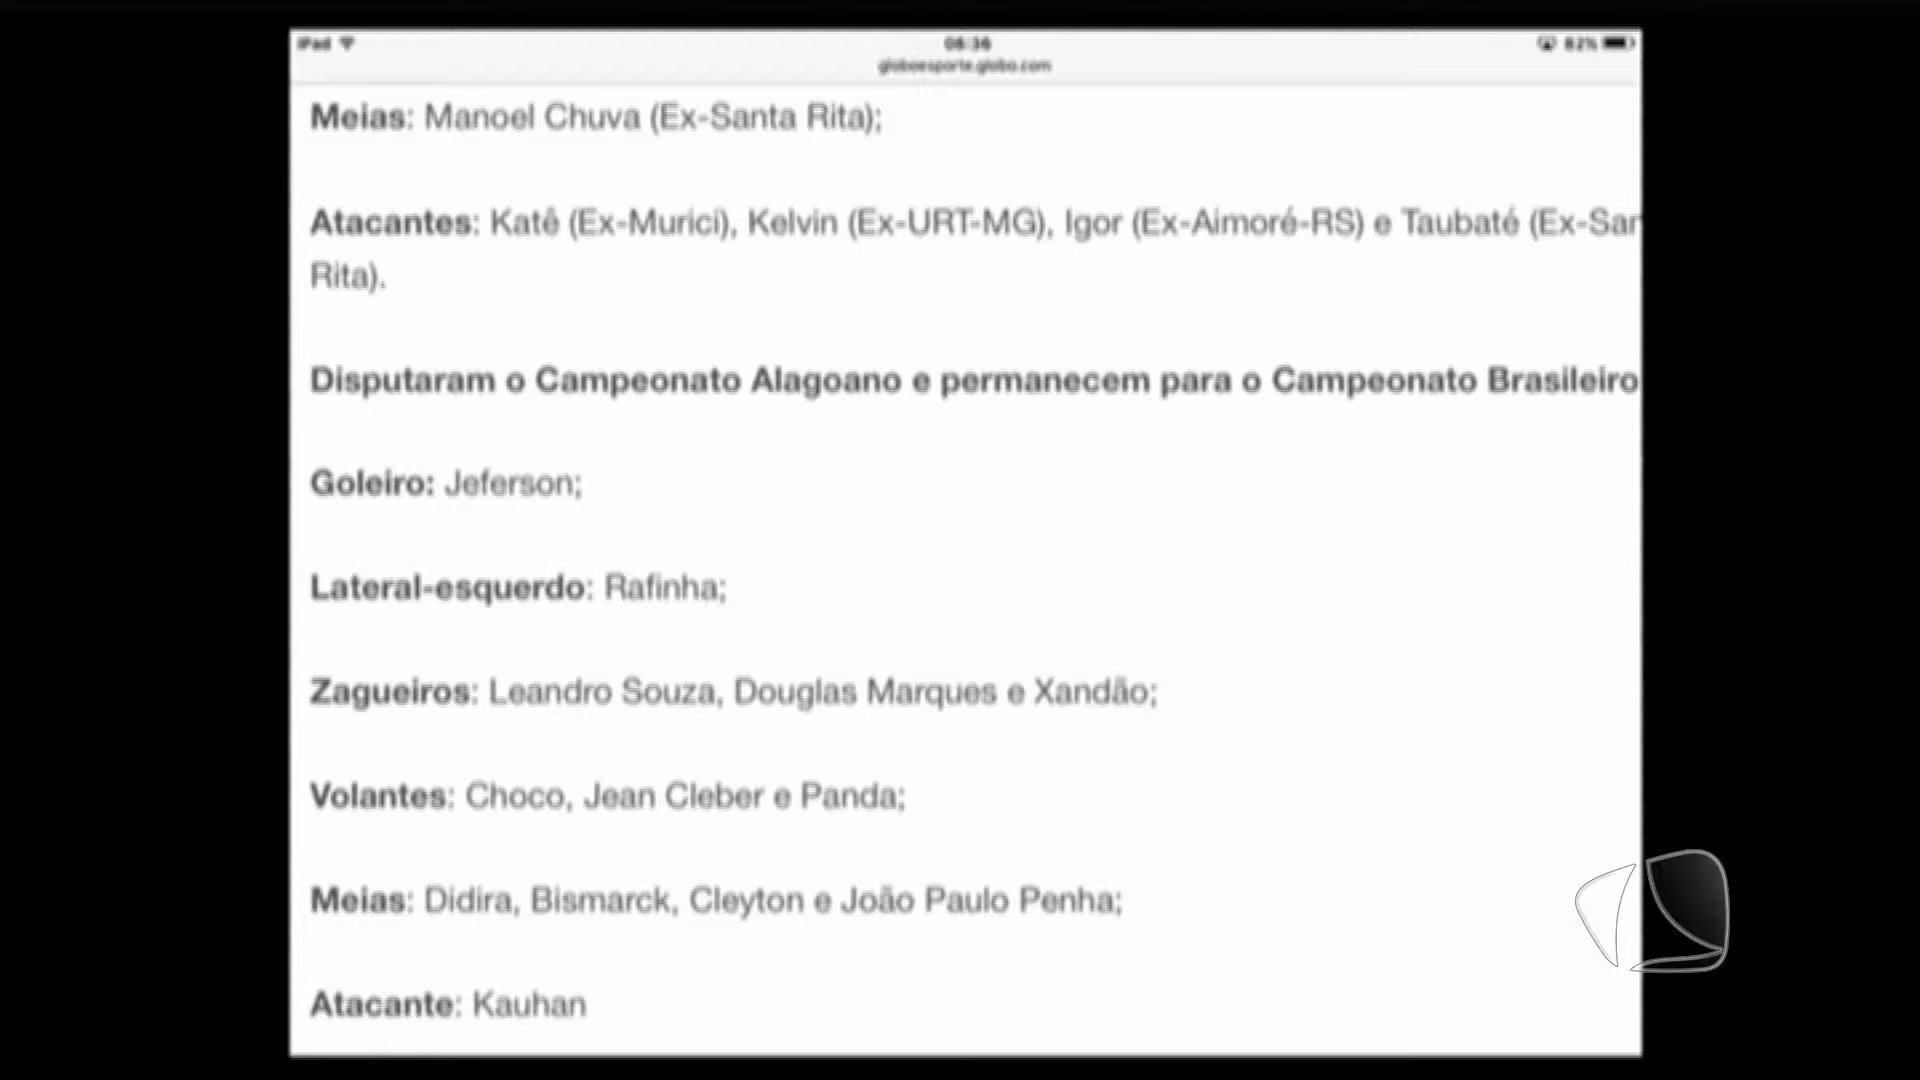 iPad
08:36
82%
globoesporte.globo.com
Meias: Manoel Chuva (Ex-Santa Rita);
Atacantes: Katê (Ex-Murici), Kelvin (Ex-URT-MG), Igor (Ex-Aimoré-RS) e Taubaté (Ex-San
Rita).
Disputaram o Campeonato Alagoano e permanecem para o Campeonato Brasileiro
Goleiro: Jeferson;
Lateral-esquerdo: Rafinha;
Zagueiros: Leandro Souza, Douglas Marques e Xandão;
Volantes: Choco, Jean Cleber e Panda;
Meias: Didira, Bismarck, Cleyton e João Paulo Penha;
Atacante: Kauhan